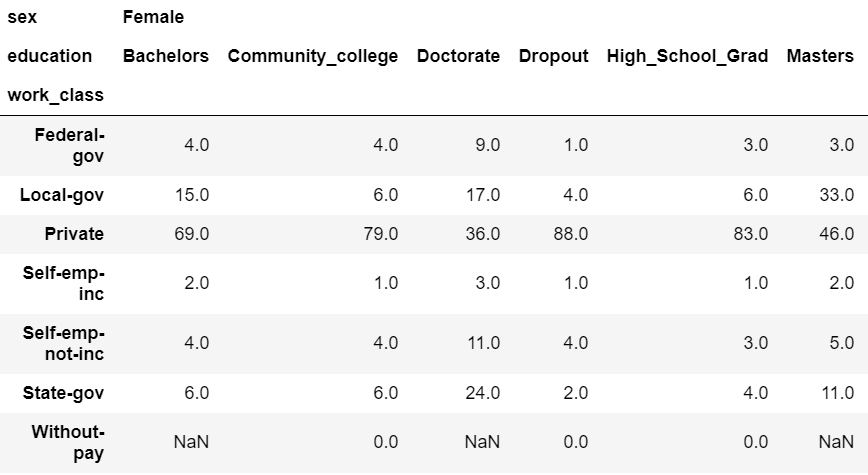 sex Female
education Bachelors Community_college Doctorate Dropout High_School_Grad Masters
work_class
Federal-
gov 4.0 4.0 9.0 1.0 3.0 3.0
Local-gov 15.0 6.0 17.0 4.0 6.0 33.0
Private 69.0 79.0 36.0 88.0 83.0 46.0
Self-emp-
inc 2.0 1.0 3.0 1.0 1.0 2.0
Self-emp-
not-inc 4.0 4.0 11.0 4.0 3.0 5.0
State-gov 6.0 6.0 24.0 2.0 4.0 11.0
Without-
pay NaN 0.0 NaN 0.0 0.0 NaN